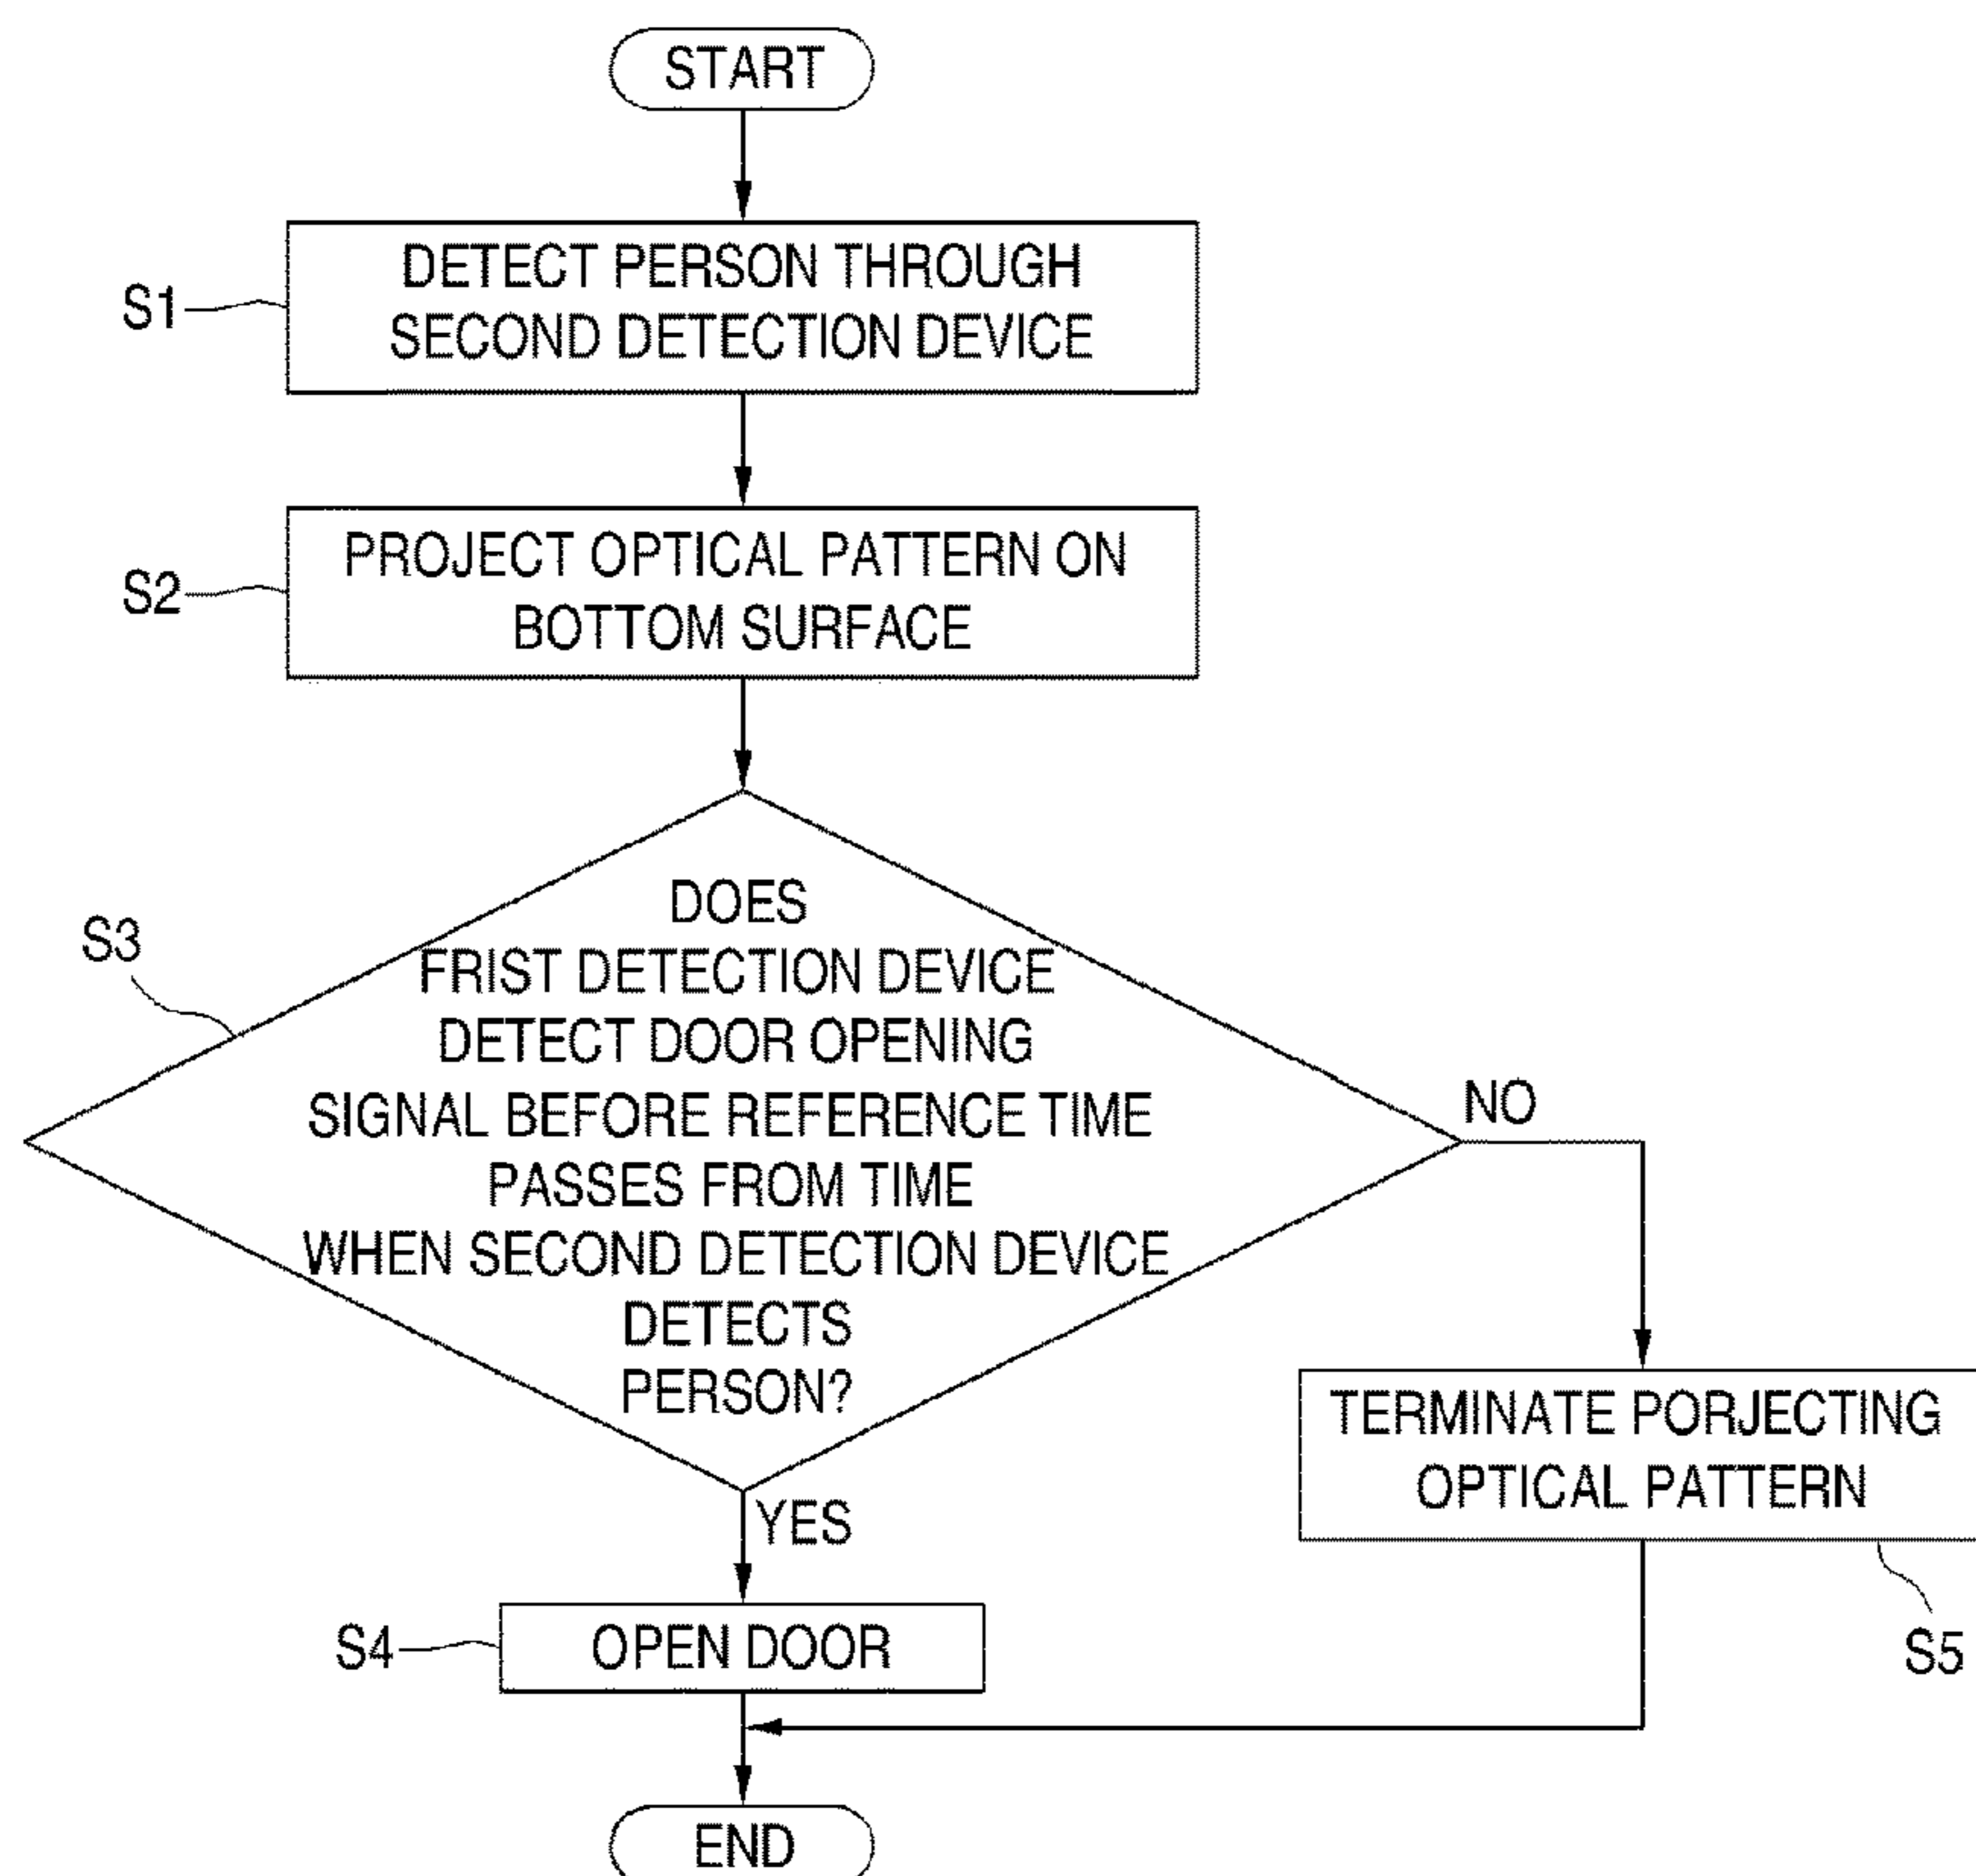 START
S1
DETECT PERSON THROUGH
SECOND DETECTION DEVICE
S2
PROJECT OPTICAL PATTERN ON
BOTTOM SURFACE
S3
DOES
FRIST DETECTION DEVICE
DETECT DOOR OPENING
SIGNAL BEFORE REFERENCE TIME
PASSES FROM TIME
WHEN SECOND DETECTION DEVICE
DETECTS
PERSON?
NO
YES
TERMINATE PORJECTING
OPTICAL PATTERN
S5
S4
OPEN DOOR
END